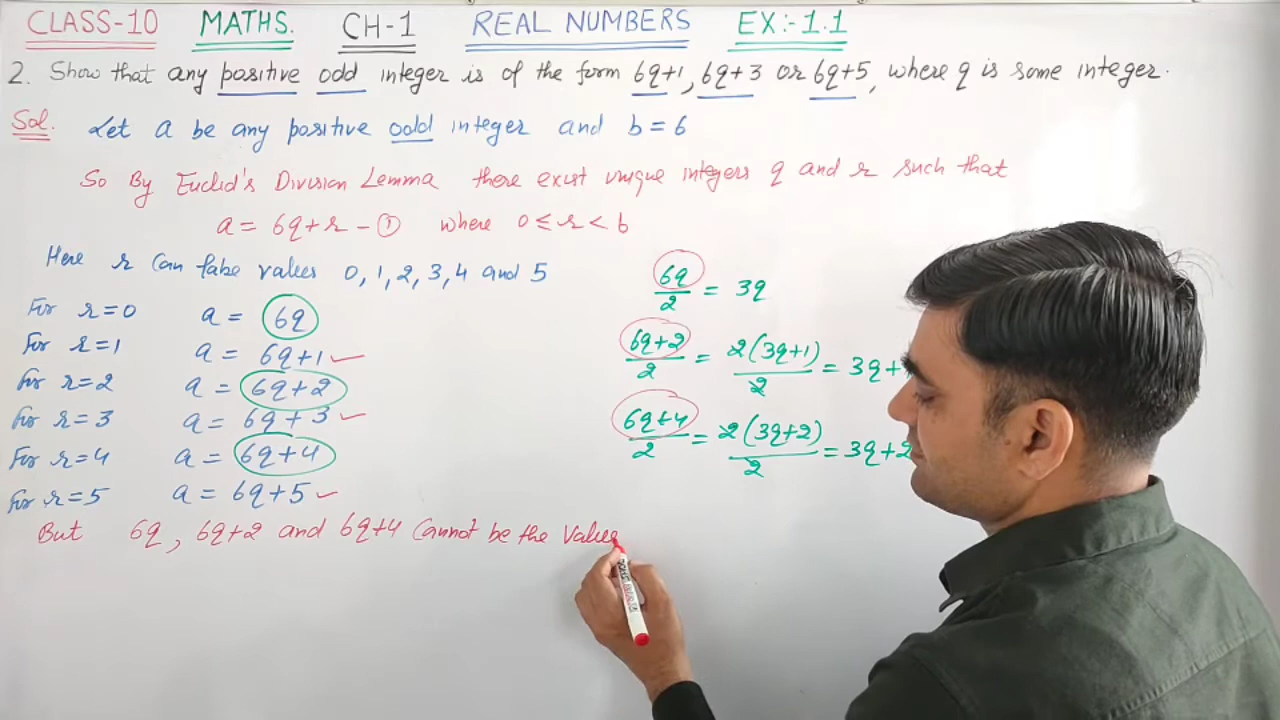 CLASS-10 MATHS. CH-1 REAL NUMBERS EX:-1.1
2. Show that any positive odd integer is of the form 6q+1, 6q+3 or 6q+5, where q is some integer.
Sol. Let a be any positive odd integer and b = 6
So By Euclid's Division Lemma there exist unique integers q and r such that
a = 6q+r - ① where 0 ≤ r < b
Here r can take values 0, 1, 2, 3, 4 and 5
For r=0 a = 6q
For r=1 a = 6q+1 ✓
For r=2 a = 6q+2
For r=3 a = 6q+3 ✓
For r=4 a = 6q+4
For r=5 a = 6q+5 ✓
But 6q, 6q+2 and 6q+4 Cannot be the value
6q/2 = 3q
6q+2/2 = 2(3q+1)/2 = 3q+
6q+4/2 = 2(3q+2)/2 = 3q+2